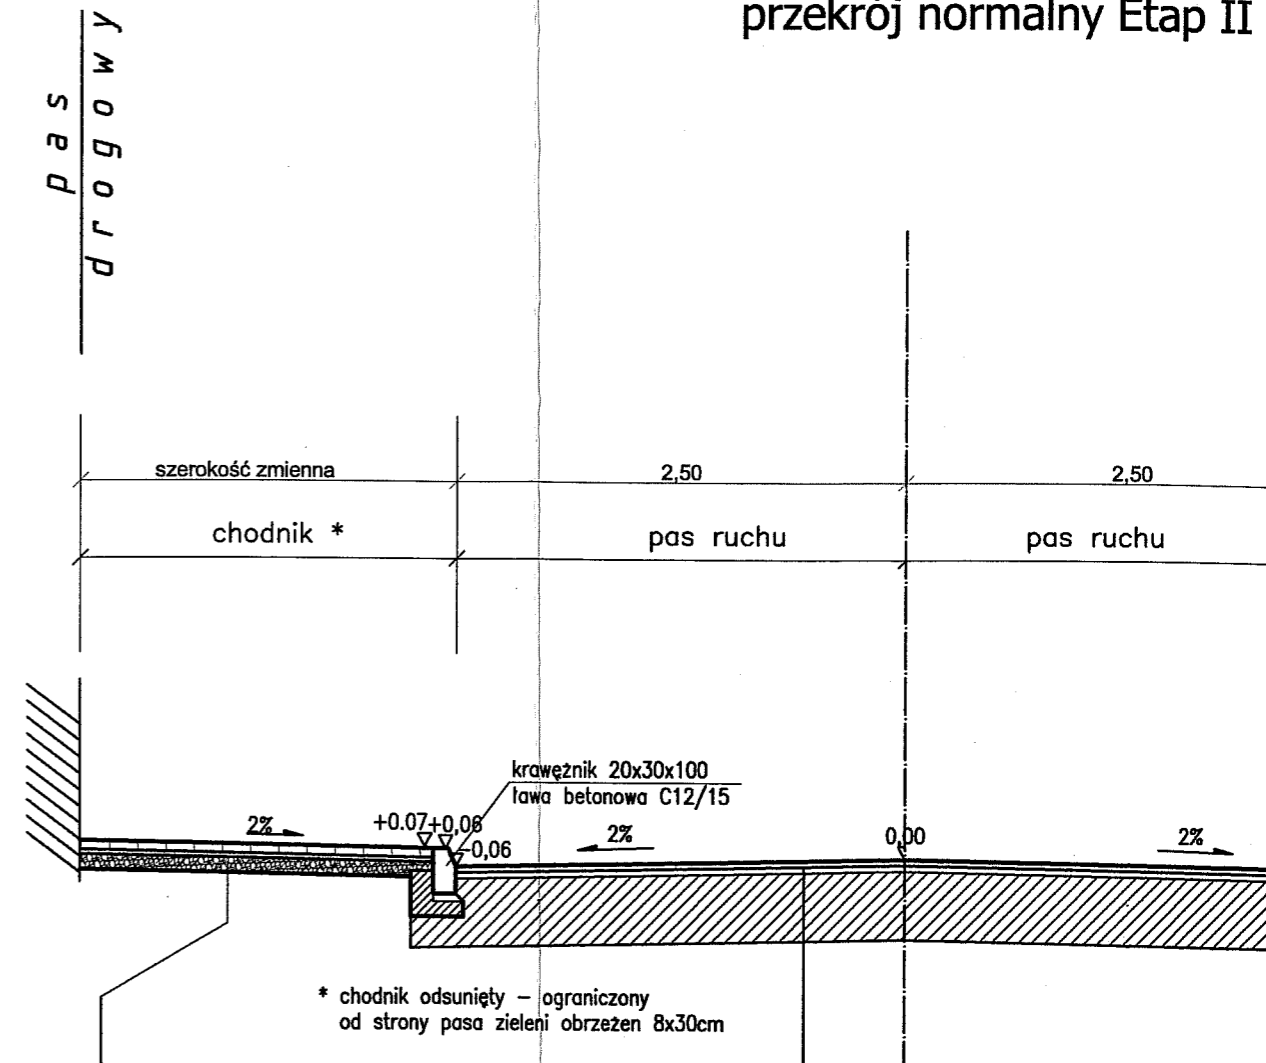 przekrój normalny Etap II
pas
drogowy
szerokość zmienna
2,50
2,50
chodnik *
pas ruchu
pas ruchu
krawężnik 20x30x100
ława betonowa C12/15
2%
+0.07
+0,06
-0,06
2%
0,00
2%
* chodnik odsunięty – ograniczony
od strony pasa zieleni obrzeżen 8x30cm